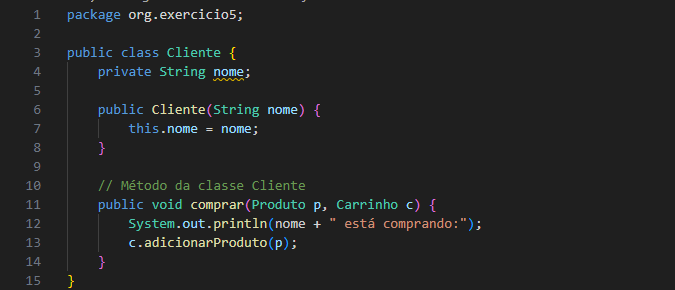 1 package org.exercicio5;
2
3 public class Cliente {
4     private String nome;
5
6     public Cliente(String nome) {
7         this.nome = nome;
8     }
9
10     // Método da classe Cliente
11     public void comprar(Produto p, Carrinho c) {
12         System.out.println(nome + " está comprando:");
13         c.adicionarProduto(p);
14     }
15 }